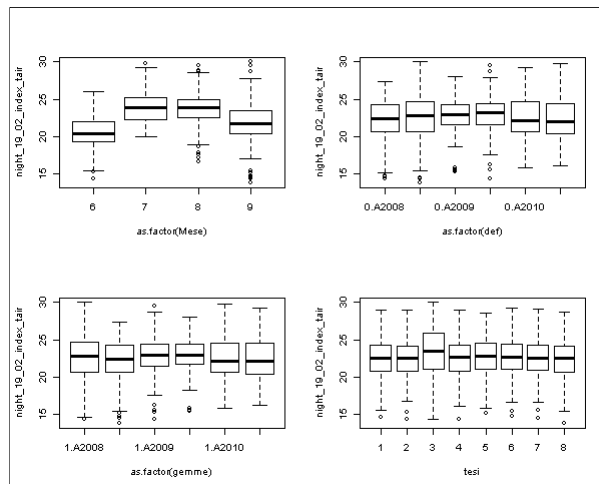 night_19_02_index_tair
30
25
20
15
6 7 8 9
as.factor(Mese)
night_19_02_index_tair
30
25
20
15
0.A2008 0.A2009 0.A2010
as.factor(def)
night_19_02_index_tair
30
25
20
15
1.A2008 1.A2009 1.A2010
as.factor(gemme)
night_19_02_index_tair
30
25
20
15
1 2 3 4 5 6 7 8
tesi